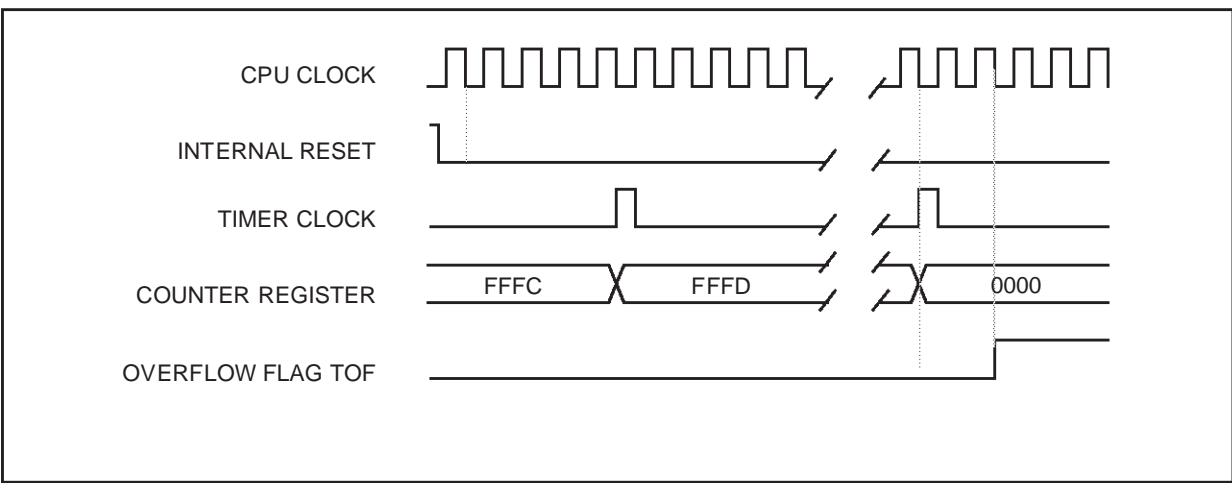 CPU CLOCK
INTERNAL RESET
TIMER CLOCK
COUNTER REGISTER FFFC FFFD 0000
OVERFLOW FLAG TOF